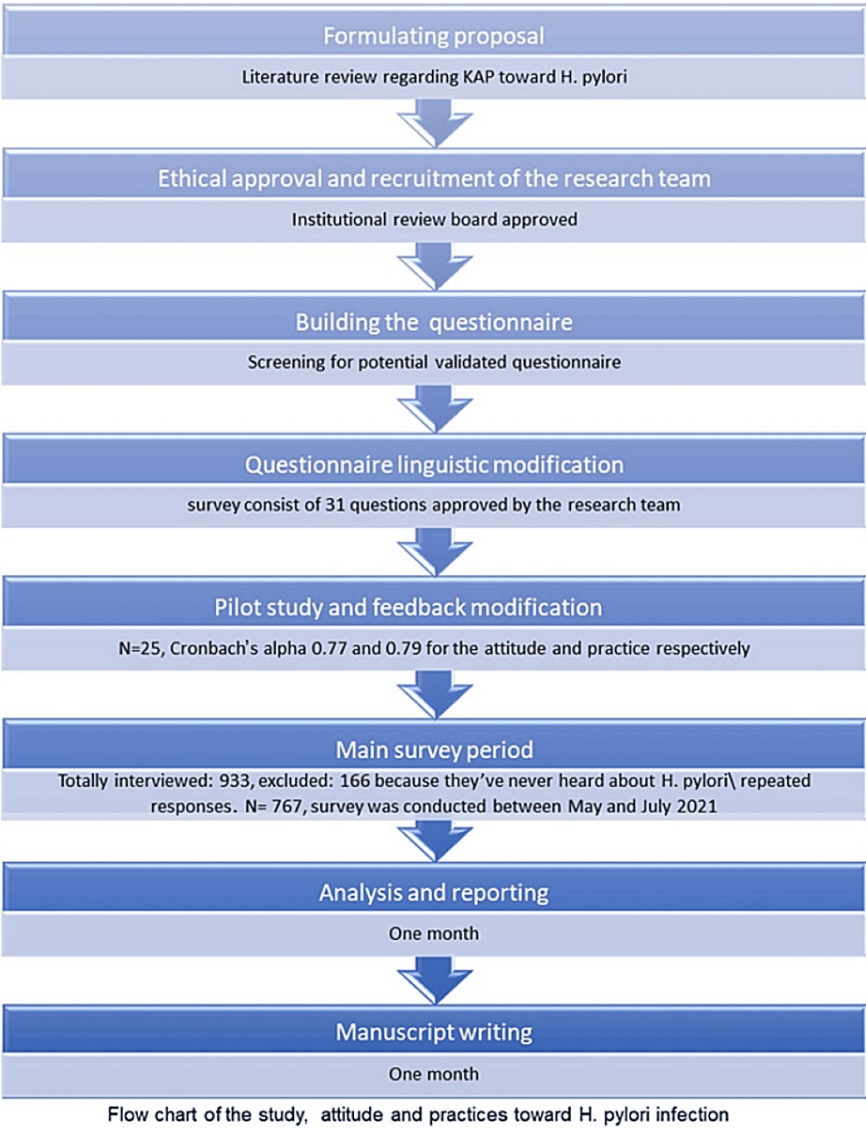 Formulating proposal
Literature review regarding KAP toward H. pylori
Ethical approval and recruitment of the research team
Institutional review board approved
Building the questionnaire
Screening for potential validated questionnaire
Questionnaire linguistic modification
survey consist of 31 questions approved by the research team
Pilot study and feedback modification
N=25, Cronbach's alpha 0.77 and 0.79 for the attitude and practice respectively
Main survey period
Totally interviewed: 933, excluded: 166 because they've never heard about H. pylori\ repeated
responses. N= 767, survey was conducted between May and July 2021
Analysis and reporting
One month
Manuscript writing
One month
Flow chart of the study, attitude and practices toward H. pylori infection